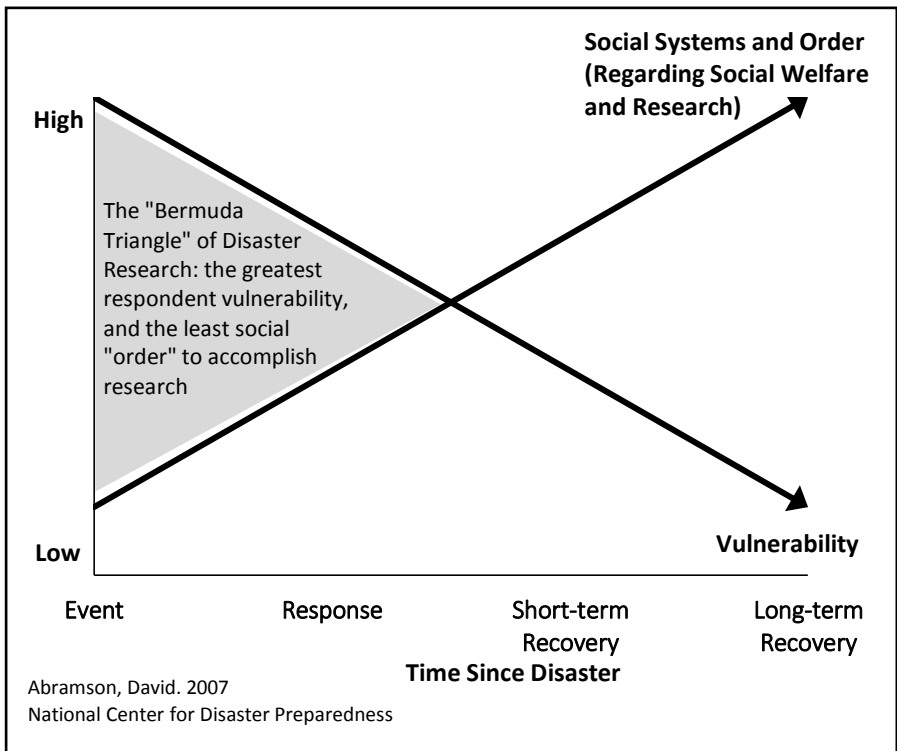 Social Systems and Order
(Regarding Social Welfare
and Research)
High
The "Bermuda
Triangle" of Disaster
Research: the greatest
respondent vulnerability,
and the least social
"order" to accomplish
research
Low
Vulnerability
Event
Response
Short-term
Recovery
Long-term
Recovery
Time Since Disaster
Abramson, David. 2007
National Center for Disaster Preparedness